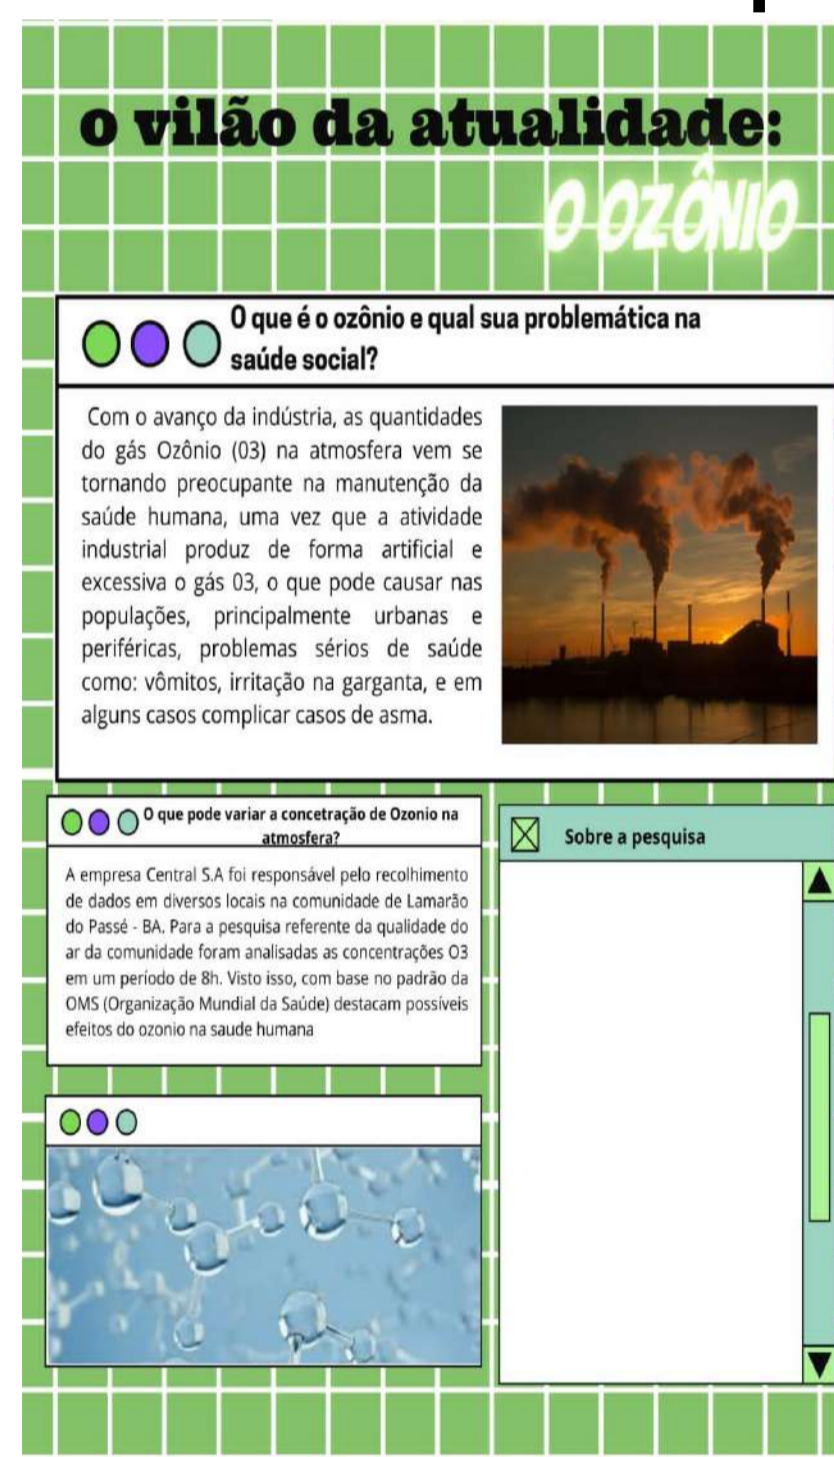 o vilão da atualidade:
O OZÔNIO
O que é o ozônio e qual sua problemática na
saúde social?
Com o avanço da indústria, as quantidades
do gás Ozônio (03) na atmosfera vem se
tornando preocupante na manutenção da
saúde humana, uma vez que a atividade
industrial produz de forma artificial e
excessiva o gás 03, o que pode causar nas
populações, principalmente urbanas e
periféricas, problemas sérios de saúde
como: vômitos, irritação na garganta, e em
alguns casos complicar casos de asma.
O que pode variar a concetração de Ozonio na
atmosfera?
A empresa Central S.A foi responsável pelo recolhimento
de dados em diversos locais na comunidade de Lamarão
do Passé - BA. Para a pesquisa referente da qualidade do
ar da comunidade foram analisadas as concentrações O3
em um período de 8h. Visto isso, com base no padrão da
OMS (Organização Mundial da Saúde) destacam possíveis
efeitos do ozonio na saude humana
Sobre a pesquisa